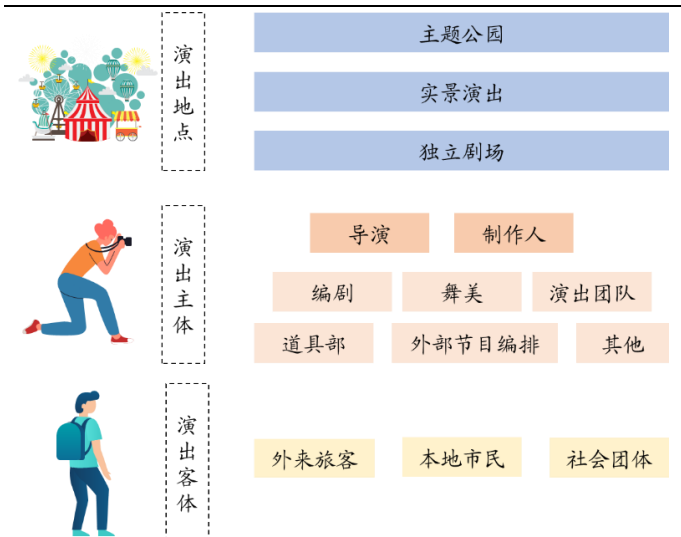 演出地点
主题公园
实景演出
独立剧场
演出主体
导演 制作人
编剧 舞美 演出团队
道具部 外部节目编排 其他
演出客体
外来旅客 本地市民 社会团体